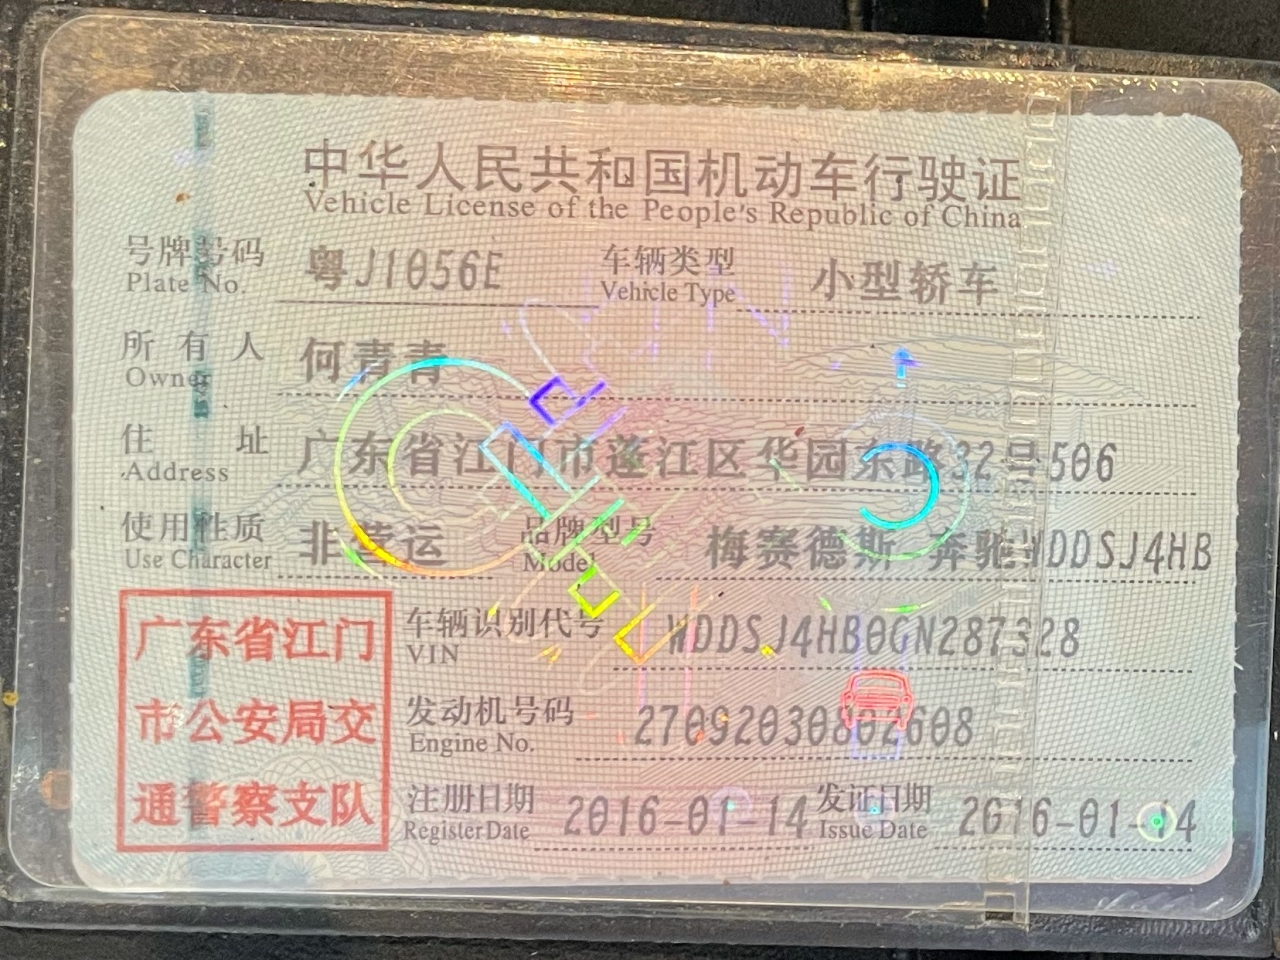 中华人民共和国机动车行驶证
Vehicle License of the People's Republic of China
号牌号码 粤J1056E 车辆类型 小型轿车
Plate No. Vehicle Type
所有人 何青青
Owner
住址 广东省江门市蓬江区华园东路32号506
Address
使用性质 非营运 品牌型号 梅赛德斯 奔驰WDDSJ4HB
Use Character Model
车辆识别代号 WDDSJ4HB0GN287328
VIN
发动机号码 27092030802608
Engine No.
注册日期 2016-01-14 发证日期 2016-01-14
Register Date Issue Date
广东省江门
市公安局交
通警察支队